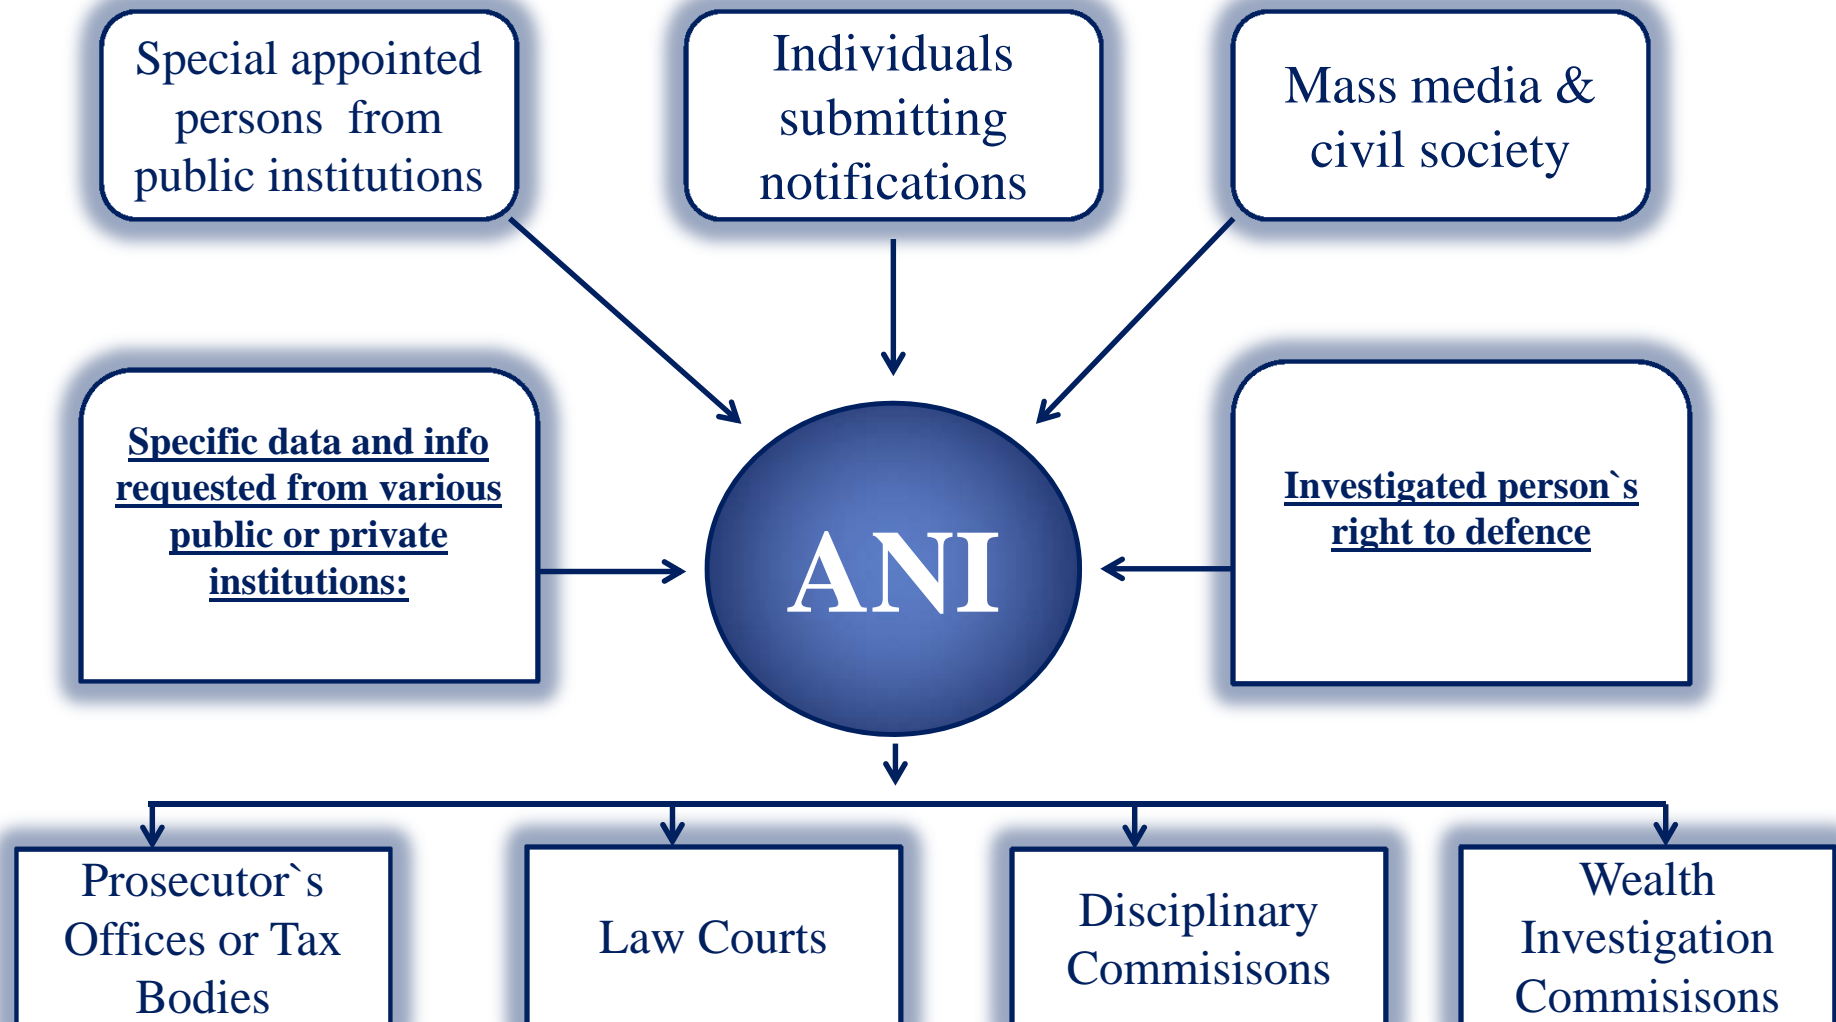 Special appointed
persons  from
public institutions
Individuals
submitting
notifications
Mass media &
civil society
Specific data and info
requested from various
public or private
institutions:
ANI
Investigated person`s
right to defence
Prosecutor`s
Offices or Tax
Bodies
Law Courts
Disciplinary
Commisisons
Wealth
Investigation
Commisisons